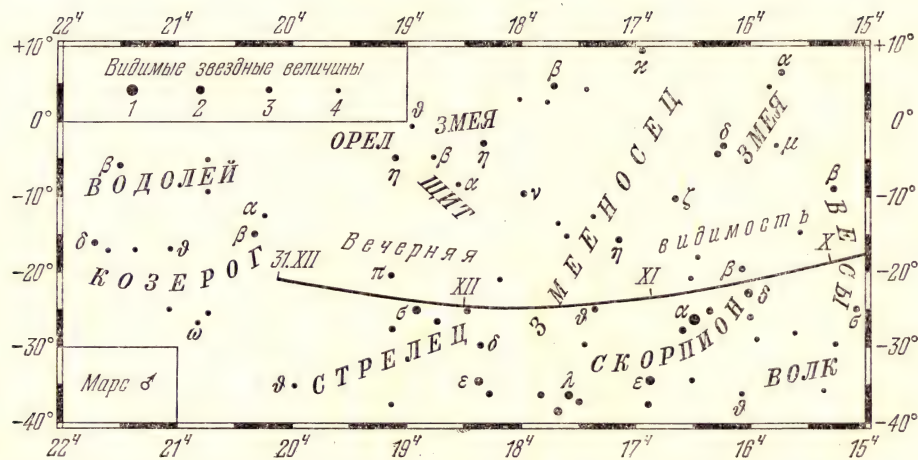 22ч 21ч 20ч 19ч 18ч 17ч 16ч 15ч
+10° +10°
Видимые звездные величины
1 2 3 4
ϰ α
β
0° 0°
ϑ ЗМЕЯ
ОРЕЛ
η β η
δ ЗМЕЯ μ
β
ВОДОЛЕЙ
ЩИТ α
ν ζ β
-10° -10°
ЗМЕЕНОСЕЦ
ВЕСЫ
α
β
δ ϑ
Вечерняя видимость
η
КОЗЕРОГ
31.XII XII XI X
-20° -20°
π β
σ ϑ α δ σ
ω
СТРЕЛЕЦ
δ
СКОРПИОН
-30° -30°
Марс ♂
ϑ ε λ ε ϑ
ВОЛК
-40° -40°
22ч 21ч 20ч 19ч 18ч 17ч 16ч 15ч